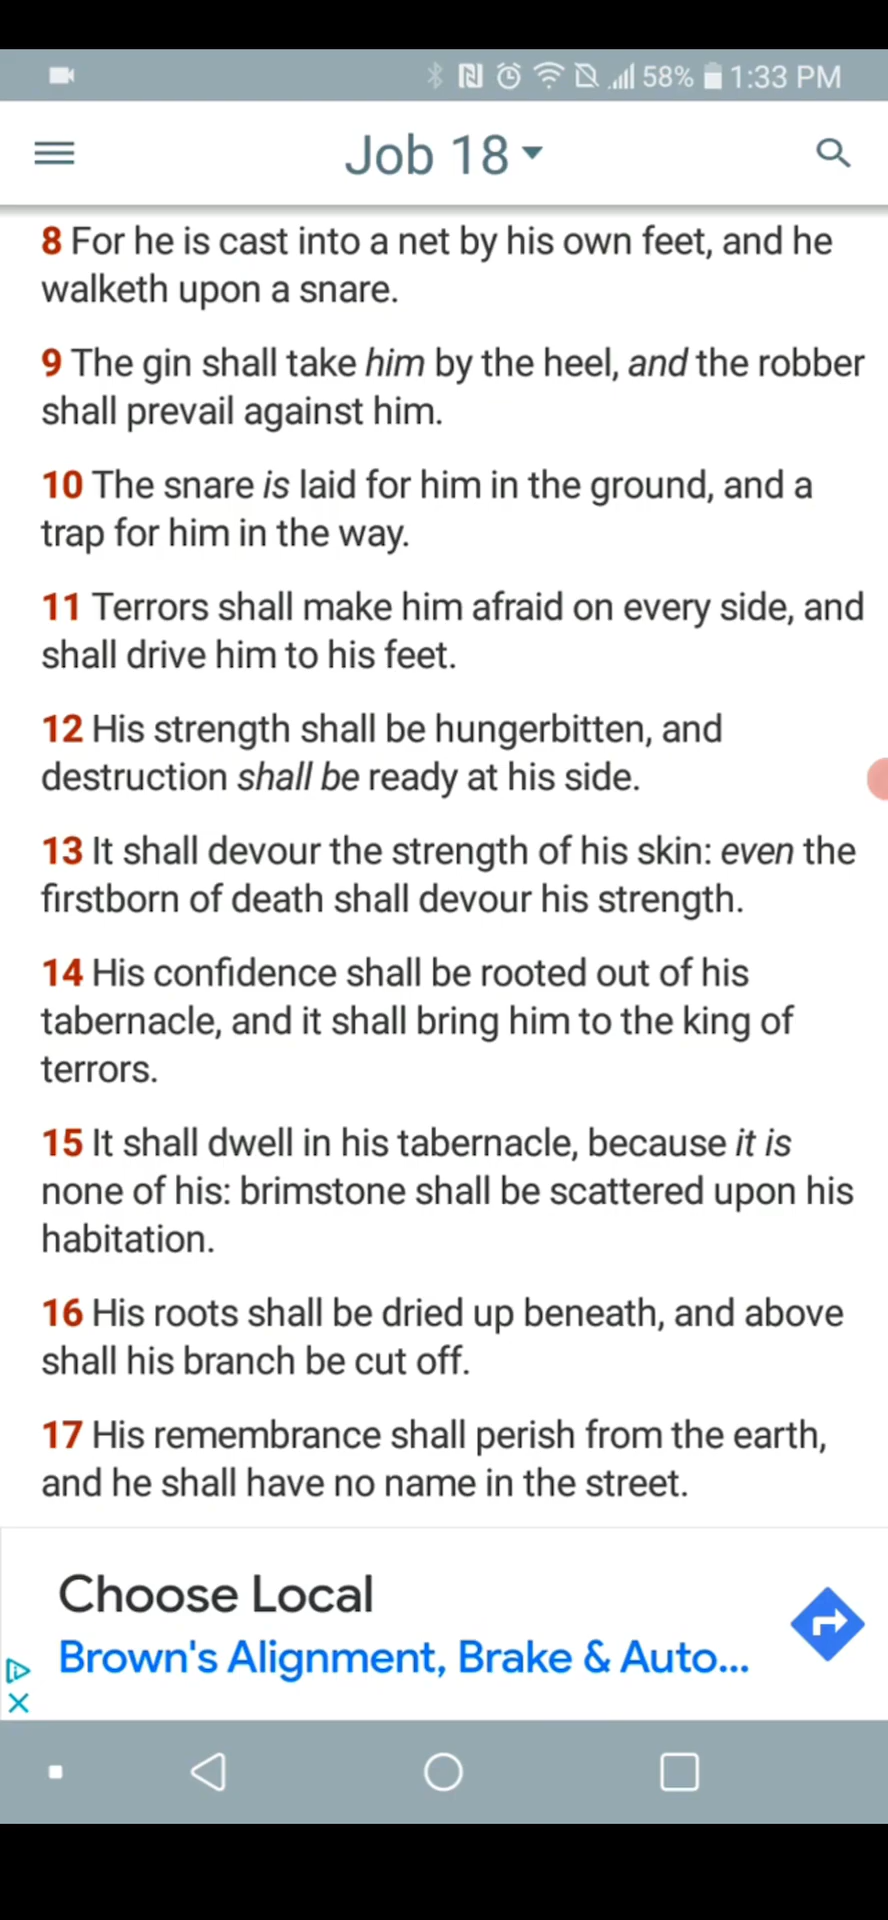 58% 1:33 PM
Job 18
8 For he is cast into a net by his own feet, and he
walketh upon a snare.
9 The gin shall take him by the heel, and the robber
shall prevail against him.
10 The snare is laid for him in the ground, and a
trap for him in the way.
11 Terrors shall make him afraid on every side, and
shall drive him to his feet.
12 His strength shall be hungerbitten, and
destruction shall be ready at his side.
13 It shall devour the strength of his skin: even the
firstborn of death shall devour his strength.
14 His confidence shall be rooted out of his
tabernacle, and it shall bring him to the king of
terrors.
15 It shall dwell in his tabernacle, because it is
none of his: brimstone shall be scattered upon his
habitation.
16 His roots shall be dried up beneath, and above
shall his branch be cut off.
17 His remembrance shall perish from the earth,
and he shall have no name in the street.
Choose Local
Brown's Alignment, Brake & Auto...